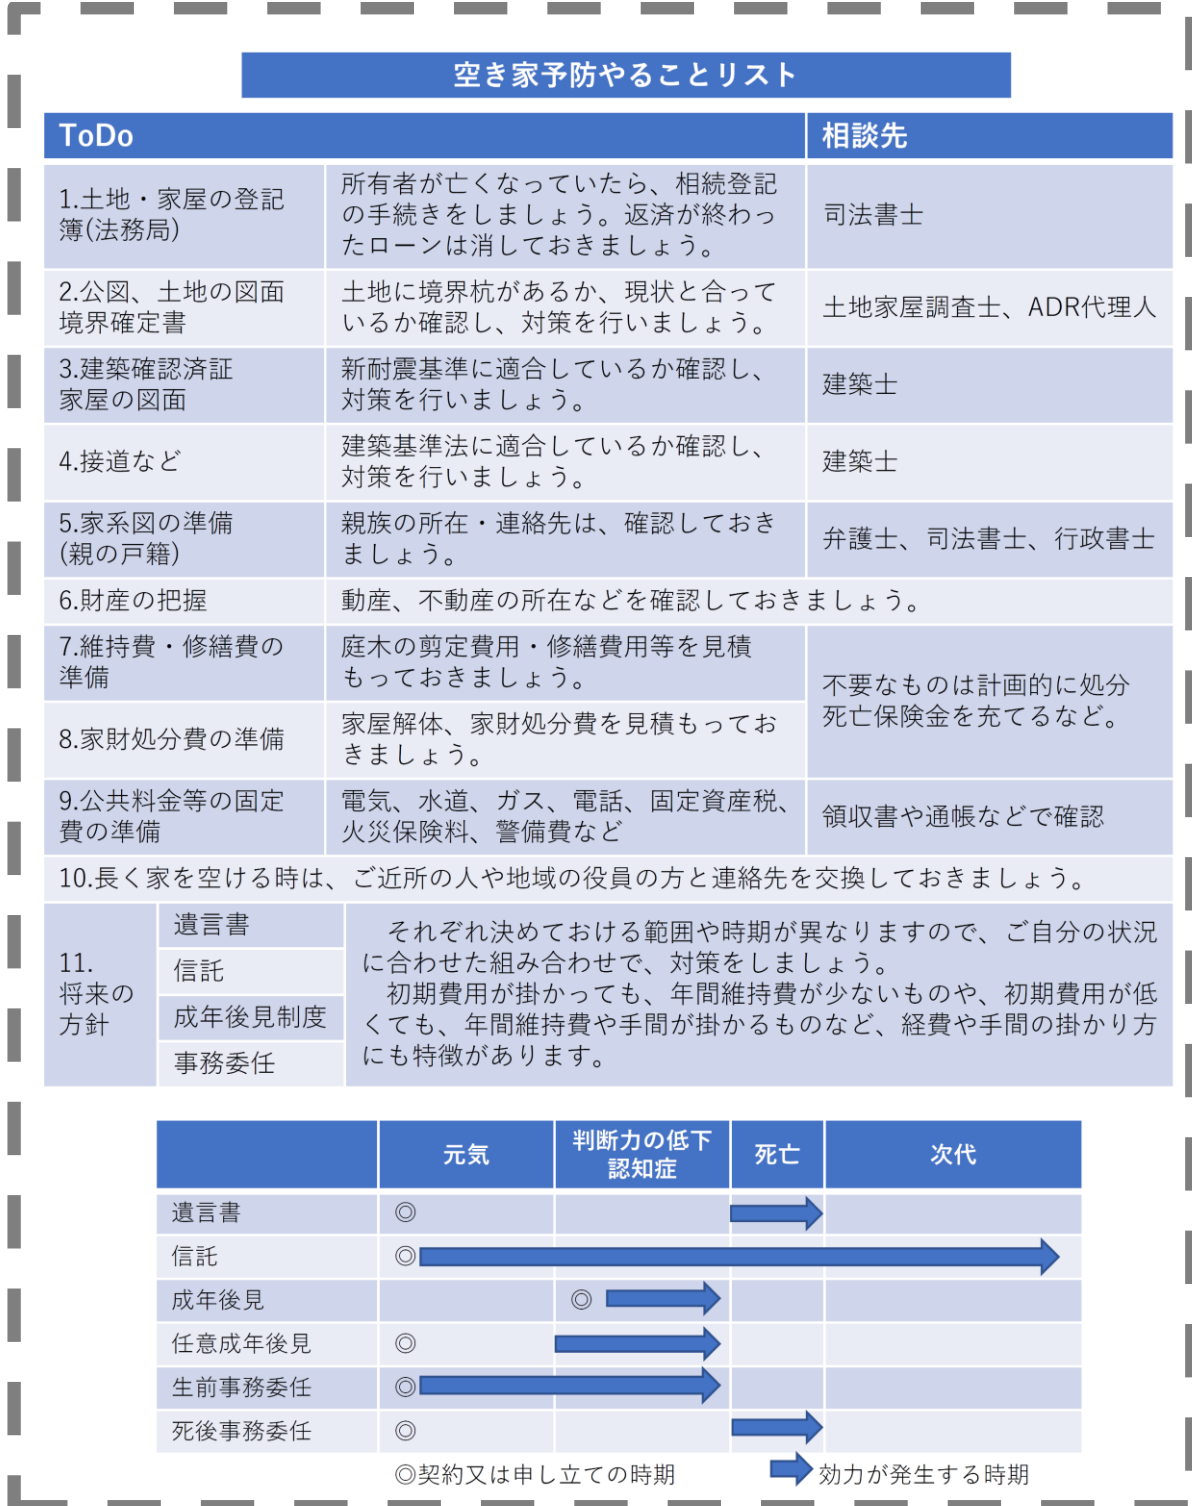 空き家予防やることリスト
ToDo
相談先
1.土地・家屋の登記
簿(法務局)
所有者が亡くなっていたら、相続登記
の手続きをしましょう。返済が終わっ
たローンは消しておきましょう。
司法書士
2.公図、土地の図面
境界確定書
土地に境界杭があるか、現状と合って
いるか確認し、対策を行いましょう。
土地家屋調査士、ADR代理人
3.建築確認済証
家屋の図面
新耐震基準に適合しているか確認し、
対策を行いましょう。
建築士
4.接道など
建築基準法に適合しているか確認し、
対策を行いましょう。
建築士
5.家系図の準備
(親の戸籍)
親族の所在・連絡先は、確認しておき
ましょう。
弁護士、司法書士、行政書士
6.財産の把握
動産、不動産の所在などを確認しておきましょう。
7.維持費・修繕費の
準備
庭木の剪定費用・修繕費用等を見積
もっておきましょう。
不要なものは計画的に処分
死亡保険金を充てるなど。
8.家財処分費の準備
家屋解体、家財処分費を見積もってお
きましょう。
9.公共料金等の固定
費の準備
電気、水道、ガス、電話、固定資産税、
火災保険料、警備費など
領収書や通帳などで確認
10.長く家を空ける時は、ご近所の人や地域の役員の方と連絡先を交換しておきましょう。
11.
将来の
方針
遺言書
信託
成年後見制度
事務委任
それぞれ決めておける範囲や時期が異なりますので、ご自分の状況
に合わせた組み合わせで、対策をしましょう。
初期費用が掛かっても、年間維持費が少ないものや、初期費用が低
くても、年間維持費や手間が掛かるものなど、経費や手間の掛かり方
にも特徴があります。
元気
判断力の低下
認知症
死亡
次代
遺言書 ◎
信託 ◎
成年後見 ◎
任意成年後見 ◎
生前事務委任 ◎
死後事務委任 ◎
◎契約又は申し立ての時期
効力が発生する時期